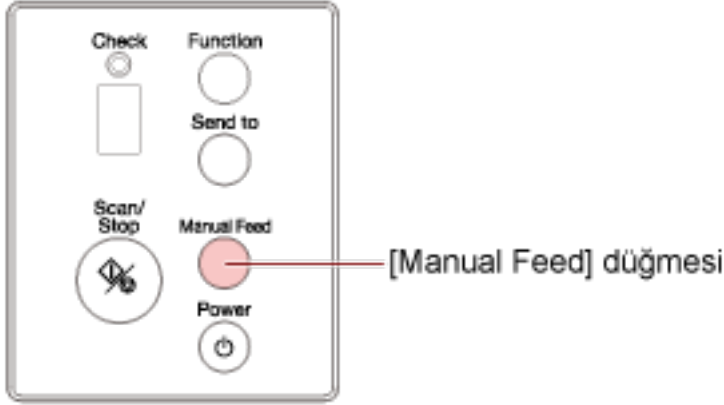 Check
Function
Send to
Scan/
Stop
Manual Feed
[Manual Feed] düğmesi
Power